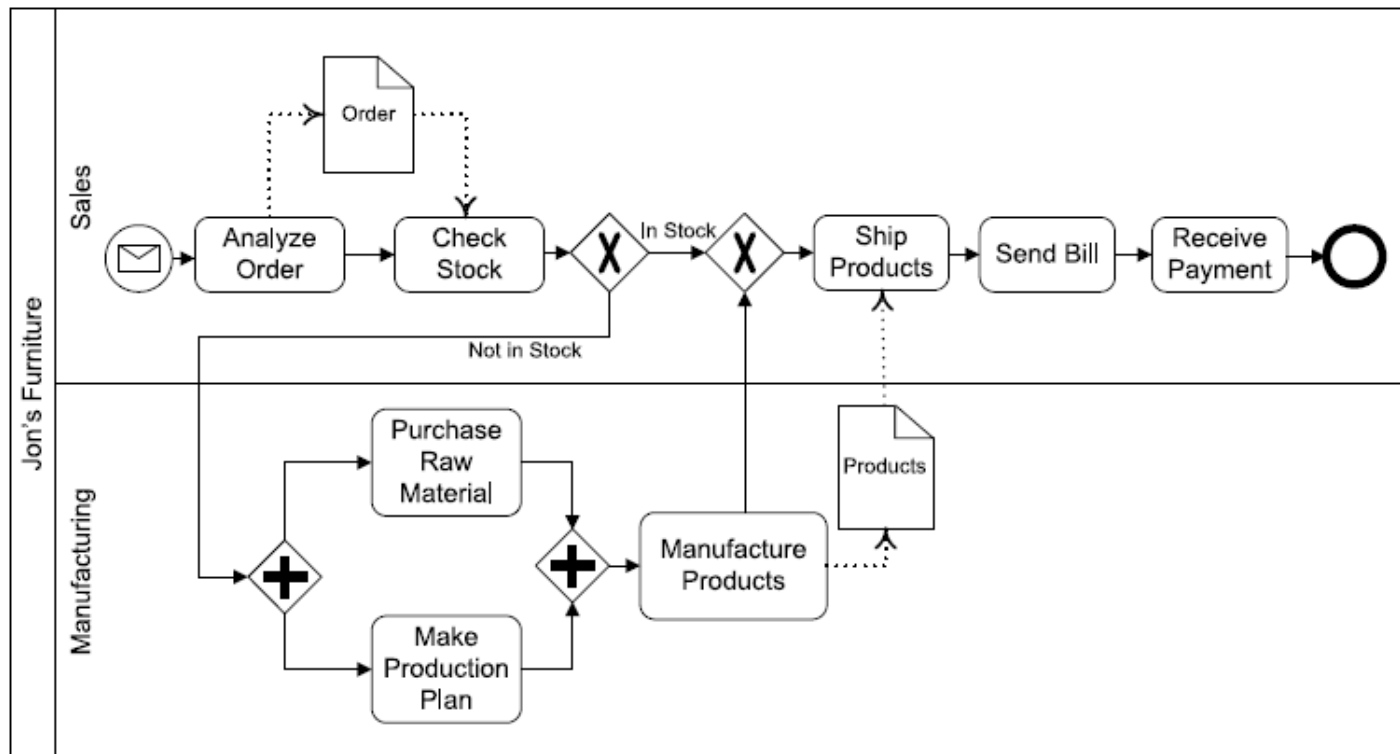 Jon's Furniture
Sales
Order
Analyze
Order
Check
Stock
In Stock
Not in Stock
Ship
Products
Send Bill
Receive
Payment
Manufacturing
Purchase
Raw
Material
Make
Production
Plan
Manufacture
Products
Products